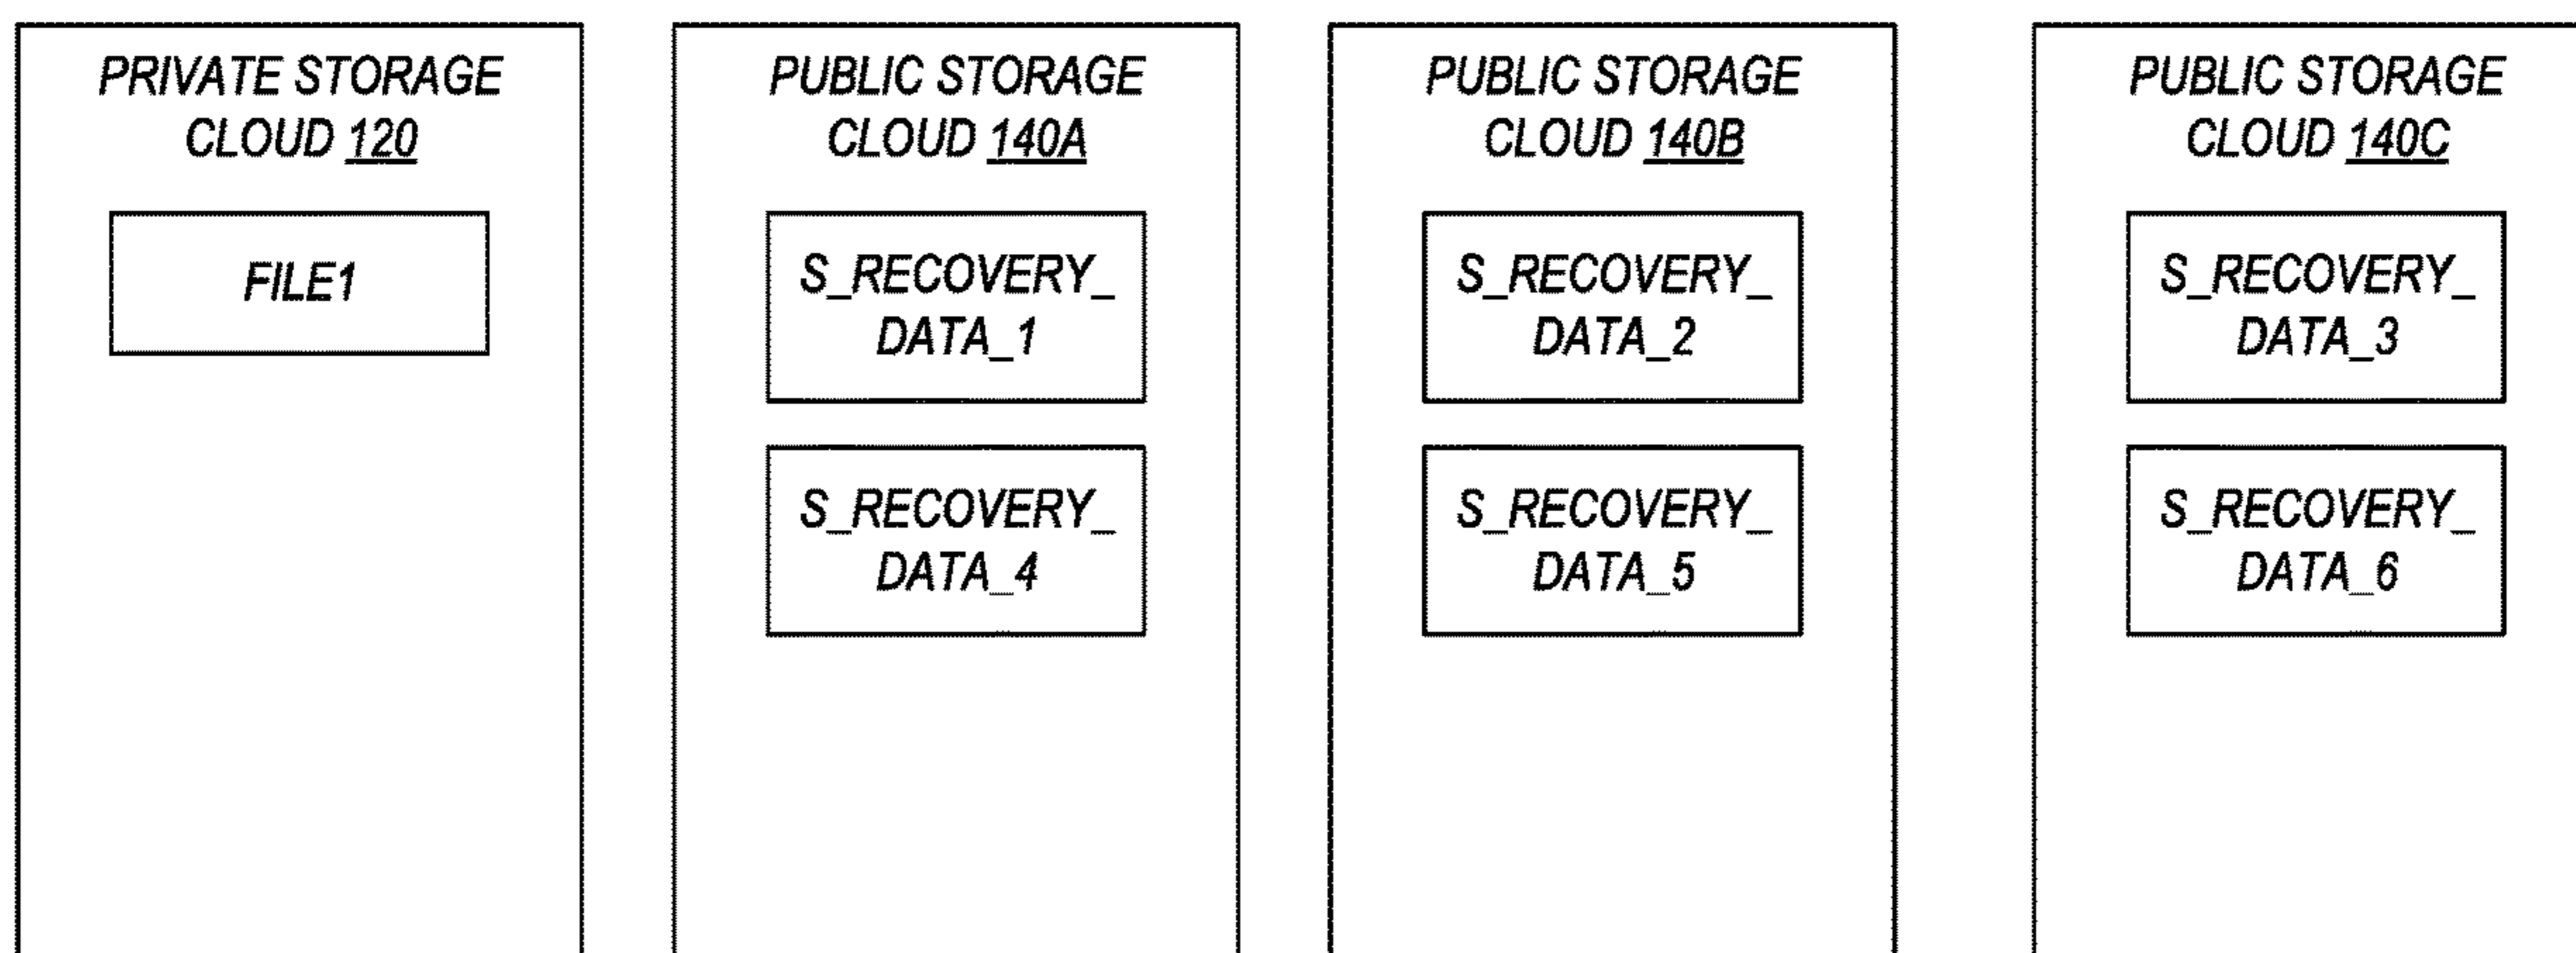 PRIVATE STORAGE
CLOUD 120
FILE1
PUBLIC STORAGE
CLOUD 140A
S_RECOVERY_
DATA_1
S_RECOVERY_
DATA_4
PUBLIC STORAGE
CLOUD 140B
S_RECOVERY_
DATA_2
S_RECOVERY_
DATA_5
PUBLIC STORAGE
CLOUD 140C
S_RECOVERY_
DATA_3
S_RECOVERY_
DATA_6